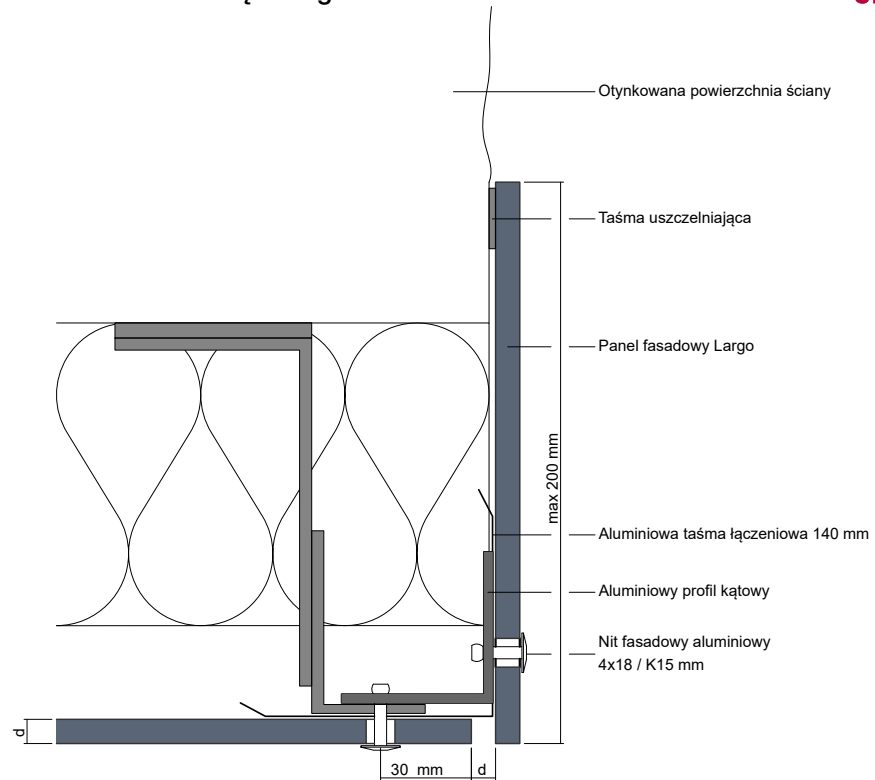 Otynkowana powierzchnia ściany
Taśma uszczelniająca
Panel fasadowy Largo
max 200 mm
Aluminiowa taśma łączeniowa 140 mm
Aluminiowy profil kątowy
Nit fasadowy aluminiowy
4x18 / K15 mm
d
30 mm
d